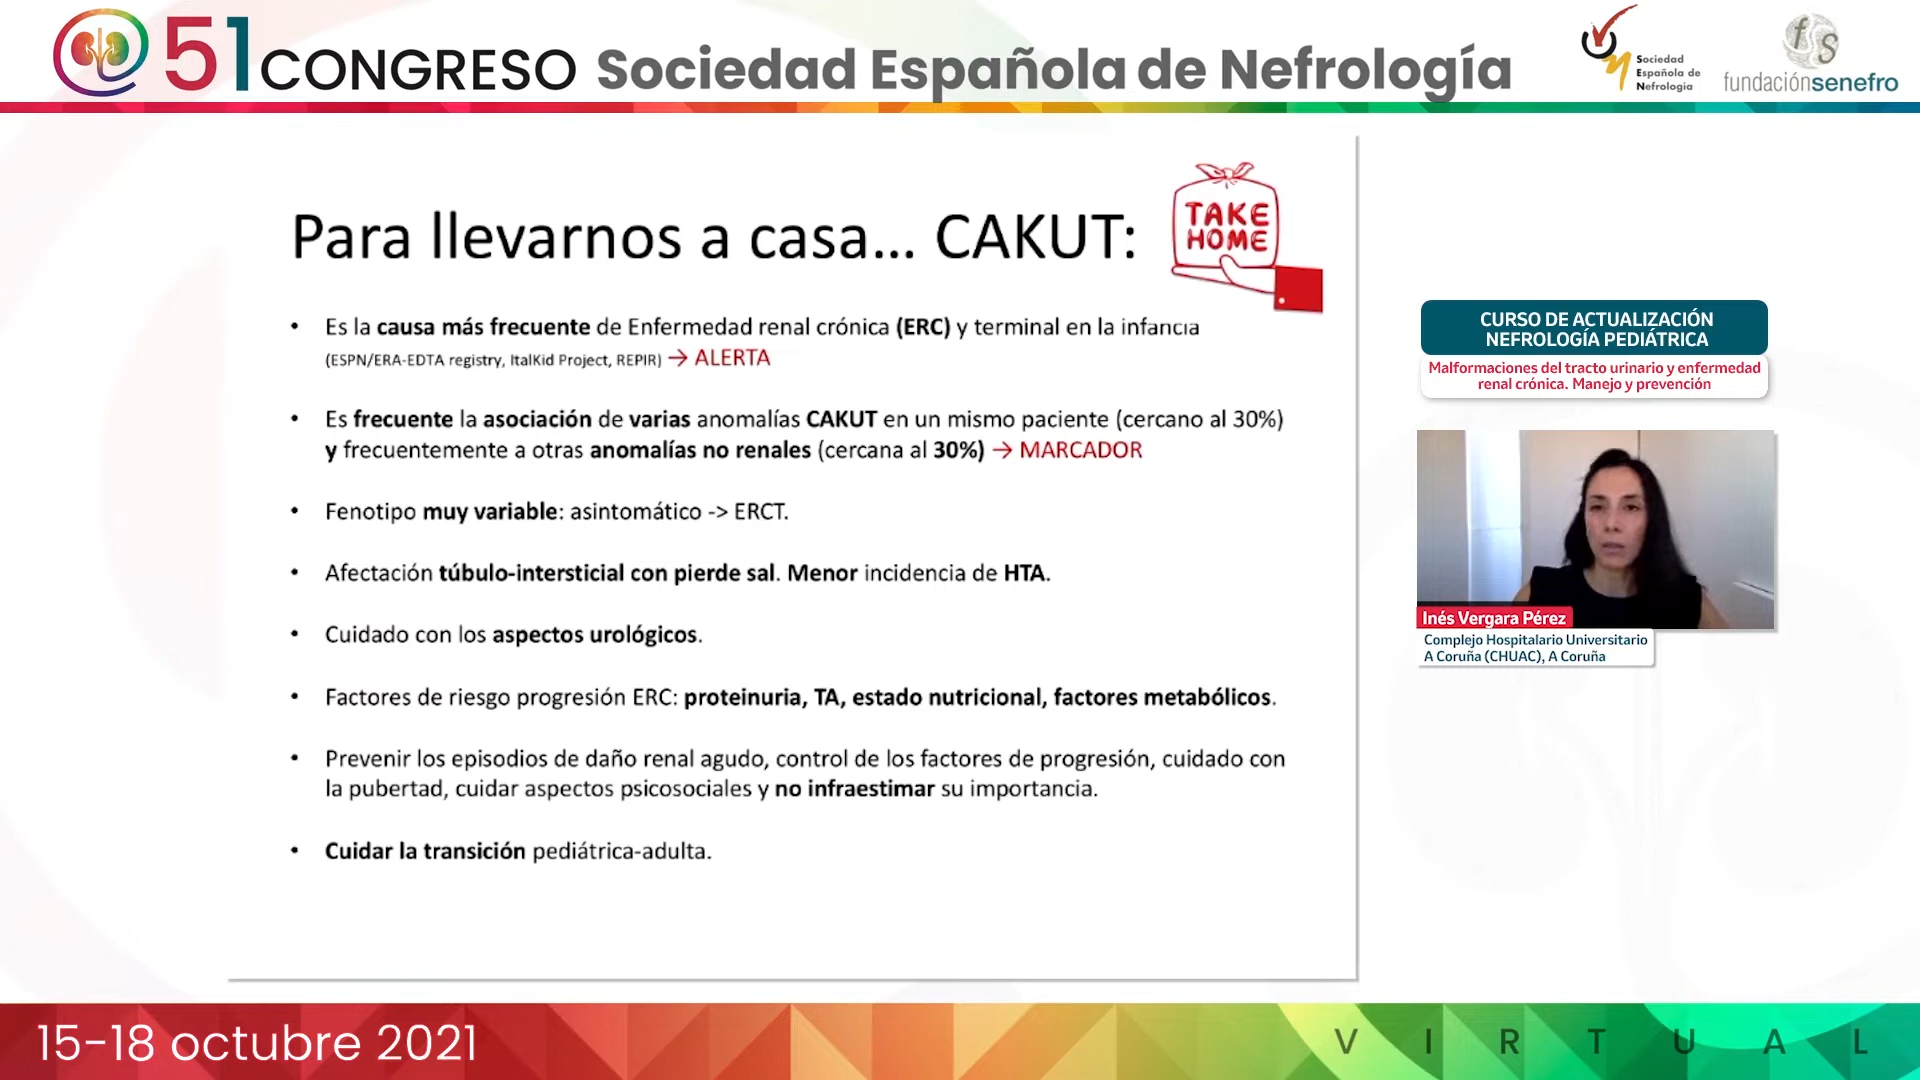 51 CONGRESO Sociedad Española de Nefrología
Sociedad
Española de
Nefrología
fs
fundaciónsenefro
Para llevarnos a casa... CAKUT:
TAKE
HOME
• Es la causa más frecuente de Enfermedad renal crónica (ERC) y terminal en la infancia
(ESPN/ERA-EDTA registry, ItalKid Project, REPIR) → ALERTA
• Es frecuente la asociación de varias anomalías CAKUT en un mismo paciente (cercano al 30%)
y frecuentemente a otras anomalías no renales (cercana al 30%) → MARCADOR
• Fenotipo muy variable: asintomático -> ERCT.
• Afectación túbulo-intersticial con pierde sal. Menor incidencia de HTA.
• Cuidado con los aspectos urológicos.
• Factores de riesgo progresión ERC: proteinuria, TA, estado nutricional, factores metabólicos.
• Prevenir los episodios de daño renal agudo, control de los factores de progresión, cuidado con
la pubertad, cuidar aspectos psicosociales y no infraestimar su importancia.
• Cuidar la transición pediátrica-adulta.
CURSO DE ACTUALIZACIÓN
NEFROLOGÍA PEDIÁTRICA
Malformaciones del tracto urinario y enfermedad
renal crónica. Manejo y prevención
Inés Vergara Pérez
Complejo Hospitalario Universitario
A Coruña (CHUAC), A Coruña
15-18 octubre 2021
VIRTUAL